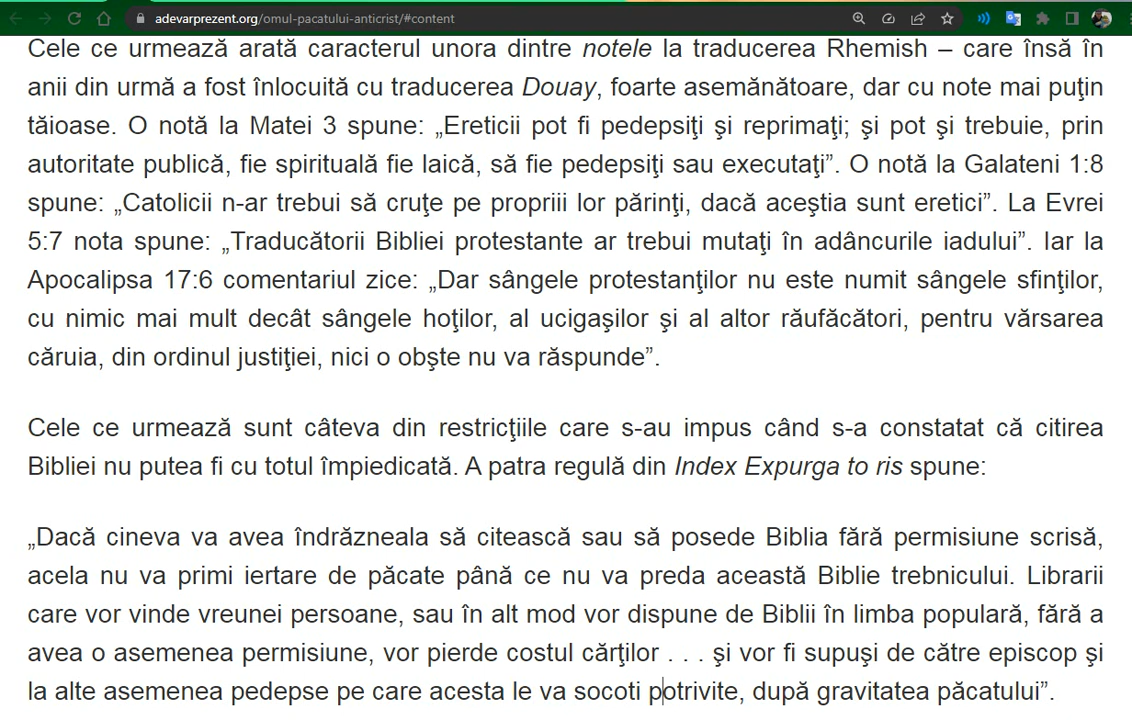 adevarprezent.org/omul-pacatului-anticrist/#content
Cele ce urmează arată caracterul unora dintre notele la traducerea Rhemish – care însă în
anii din urmă a fost înlocuită cu traducerea Douay, foarte asemănătoare, dar cu note mai puţin
tăioase. O notă la Matei 3 spune: „Ereticii pot fi pedepsiţi şi reprimaţi; şi pot şi trebuie, prin
autoritate publică, fie spirituală fie laică, să fie pedepsiţi sau executaţi”. O notă la Galateni 1:8
spune: „Catolicii n-ar trebui să cruţe pe propriii lor părinţi, dacă aceştia sunt eretici”. La Evrei
5:7 nota spune: „Traducătorii Bibliei protestante ar trebui mutaţi în adâncurile iadului”. Iar la
Apocalipsa 17:6 comentariul zice: „Dar sângele protestanţilor nu este numit sângele sfinţilor,
cu nimic mai mult decât sângele hoţilor, al ucigaşilor şi al altor răufăcători, pentru vărsarea
căruia, din ordinul justiţiei, nici o obşte nu va răspunde”.
Cele ce urmează sunt câteva din restricţiile care s-au impus când s-a constatat că citirea
Bibliei nu putea fi cu totul împiedicată. A patra regulă din Index Expurga to ris spune:
„Dacă cineva va avea îndrăzneala să citească sau să posede Biblia fără permisiune scrisă,
acela nu va primi iertare de păcate până ce nu va preda această Biblie trebnicului. Librarii
care vor vinde vreunei persoane, sau în alt mod vor dispune de Biblii în limba populară, fără a
avea o asemenea permisiune, vor pierde costul cărţilor . . . şi vor fi supuşi de către episcop şi
la alte asemenea pedepse pe care acesta le va socoti potrivite, după gravitatea păcatului”.